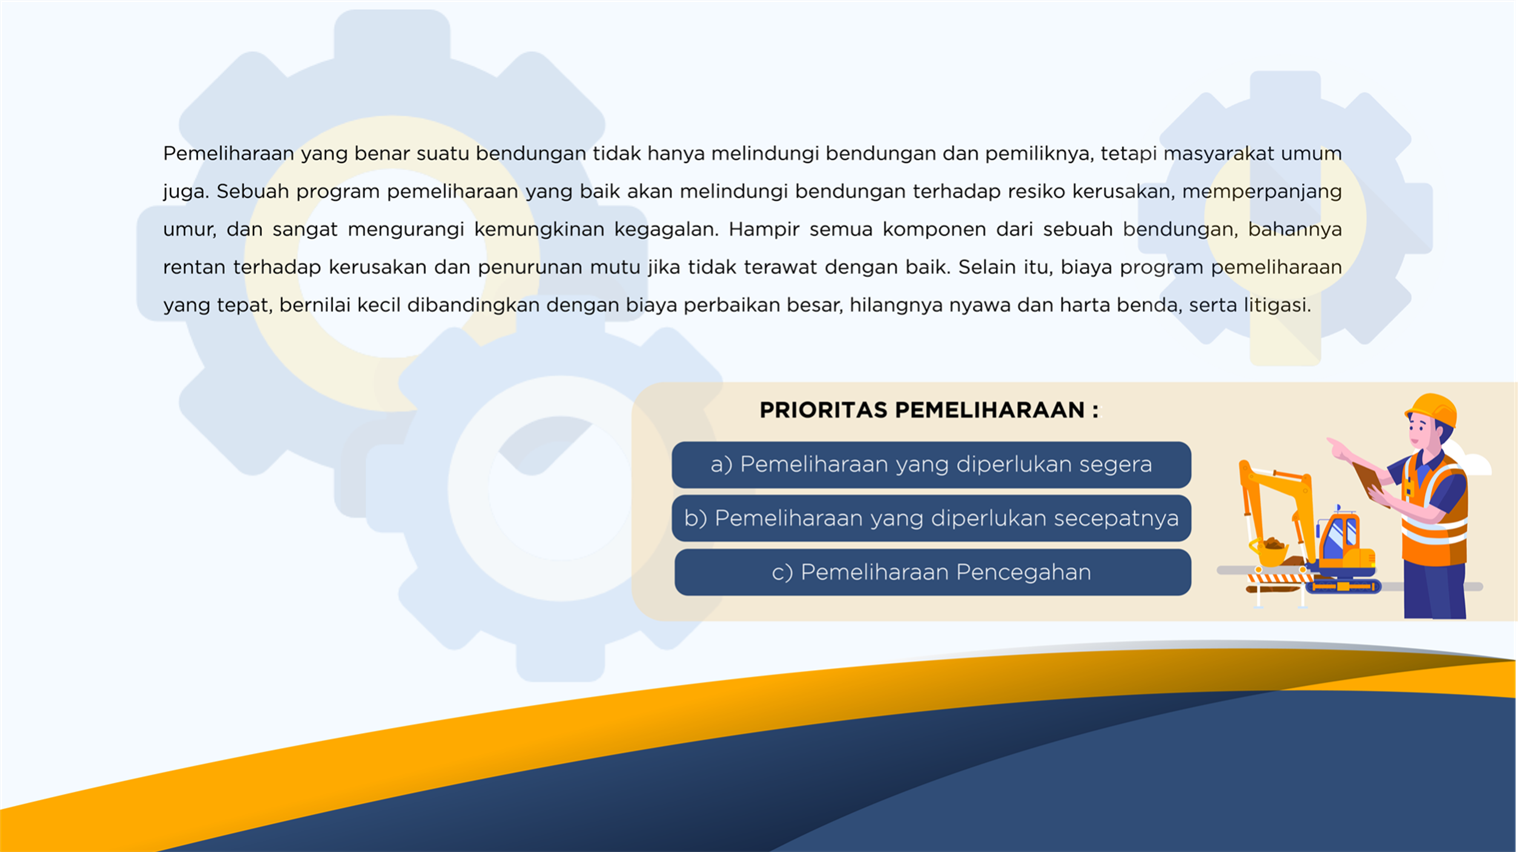 Pemeliharaan yang benar suatu bendungan tidak hanya melindungi bendungan dan pemiliknya, tetapi masyarakat umum
juga. Sebuah program pemeliharaan yang baik akan melindungi bendungan terhadap resiko kerusakan, memperpanjang
umur, dan sangat mengurangi kemungkinan kegagalan. Hampir semua komponen dari sebuah bendungan, bahannya
rentan terhadap kerusakan dan penurunan mutu jika tidak terawat dengan baik. Selain itu, biaya program pemeliharaan
yang tepat, bernilai kecil dibandingkan dengan biaya perbaikan besar, hilangnya nyawa dan harta benda, serta litigasi.
PRIORITAS PEMELIHARAAN :
a) Pemeliharaan yang diperlukan segera
b) Pemeliharaan yang diperlukan secepatnya
c) Pemeliharaan Pencegahan